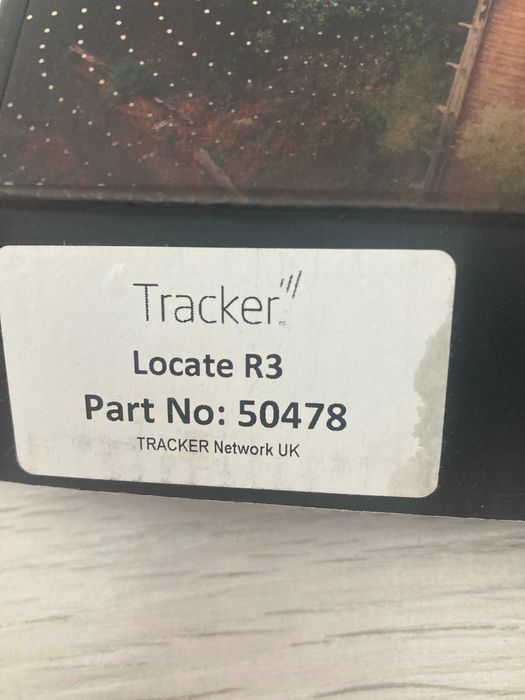 Tracker
Locate R3
Part No: 50478
TRACKER Network UK